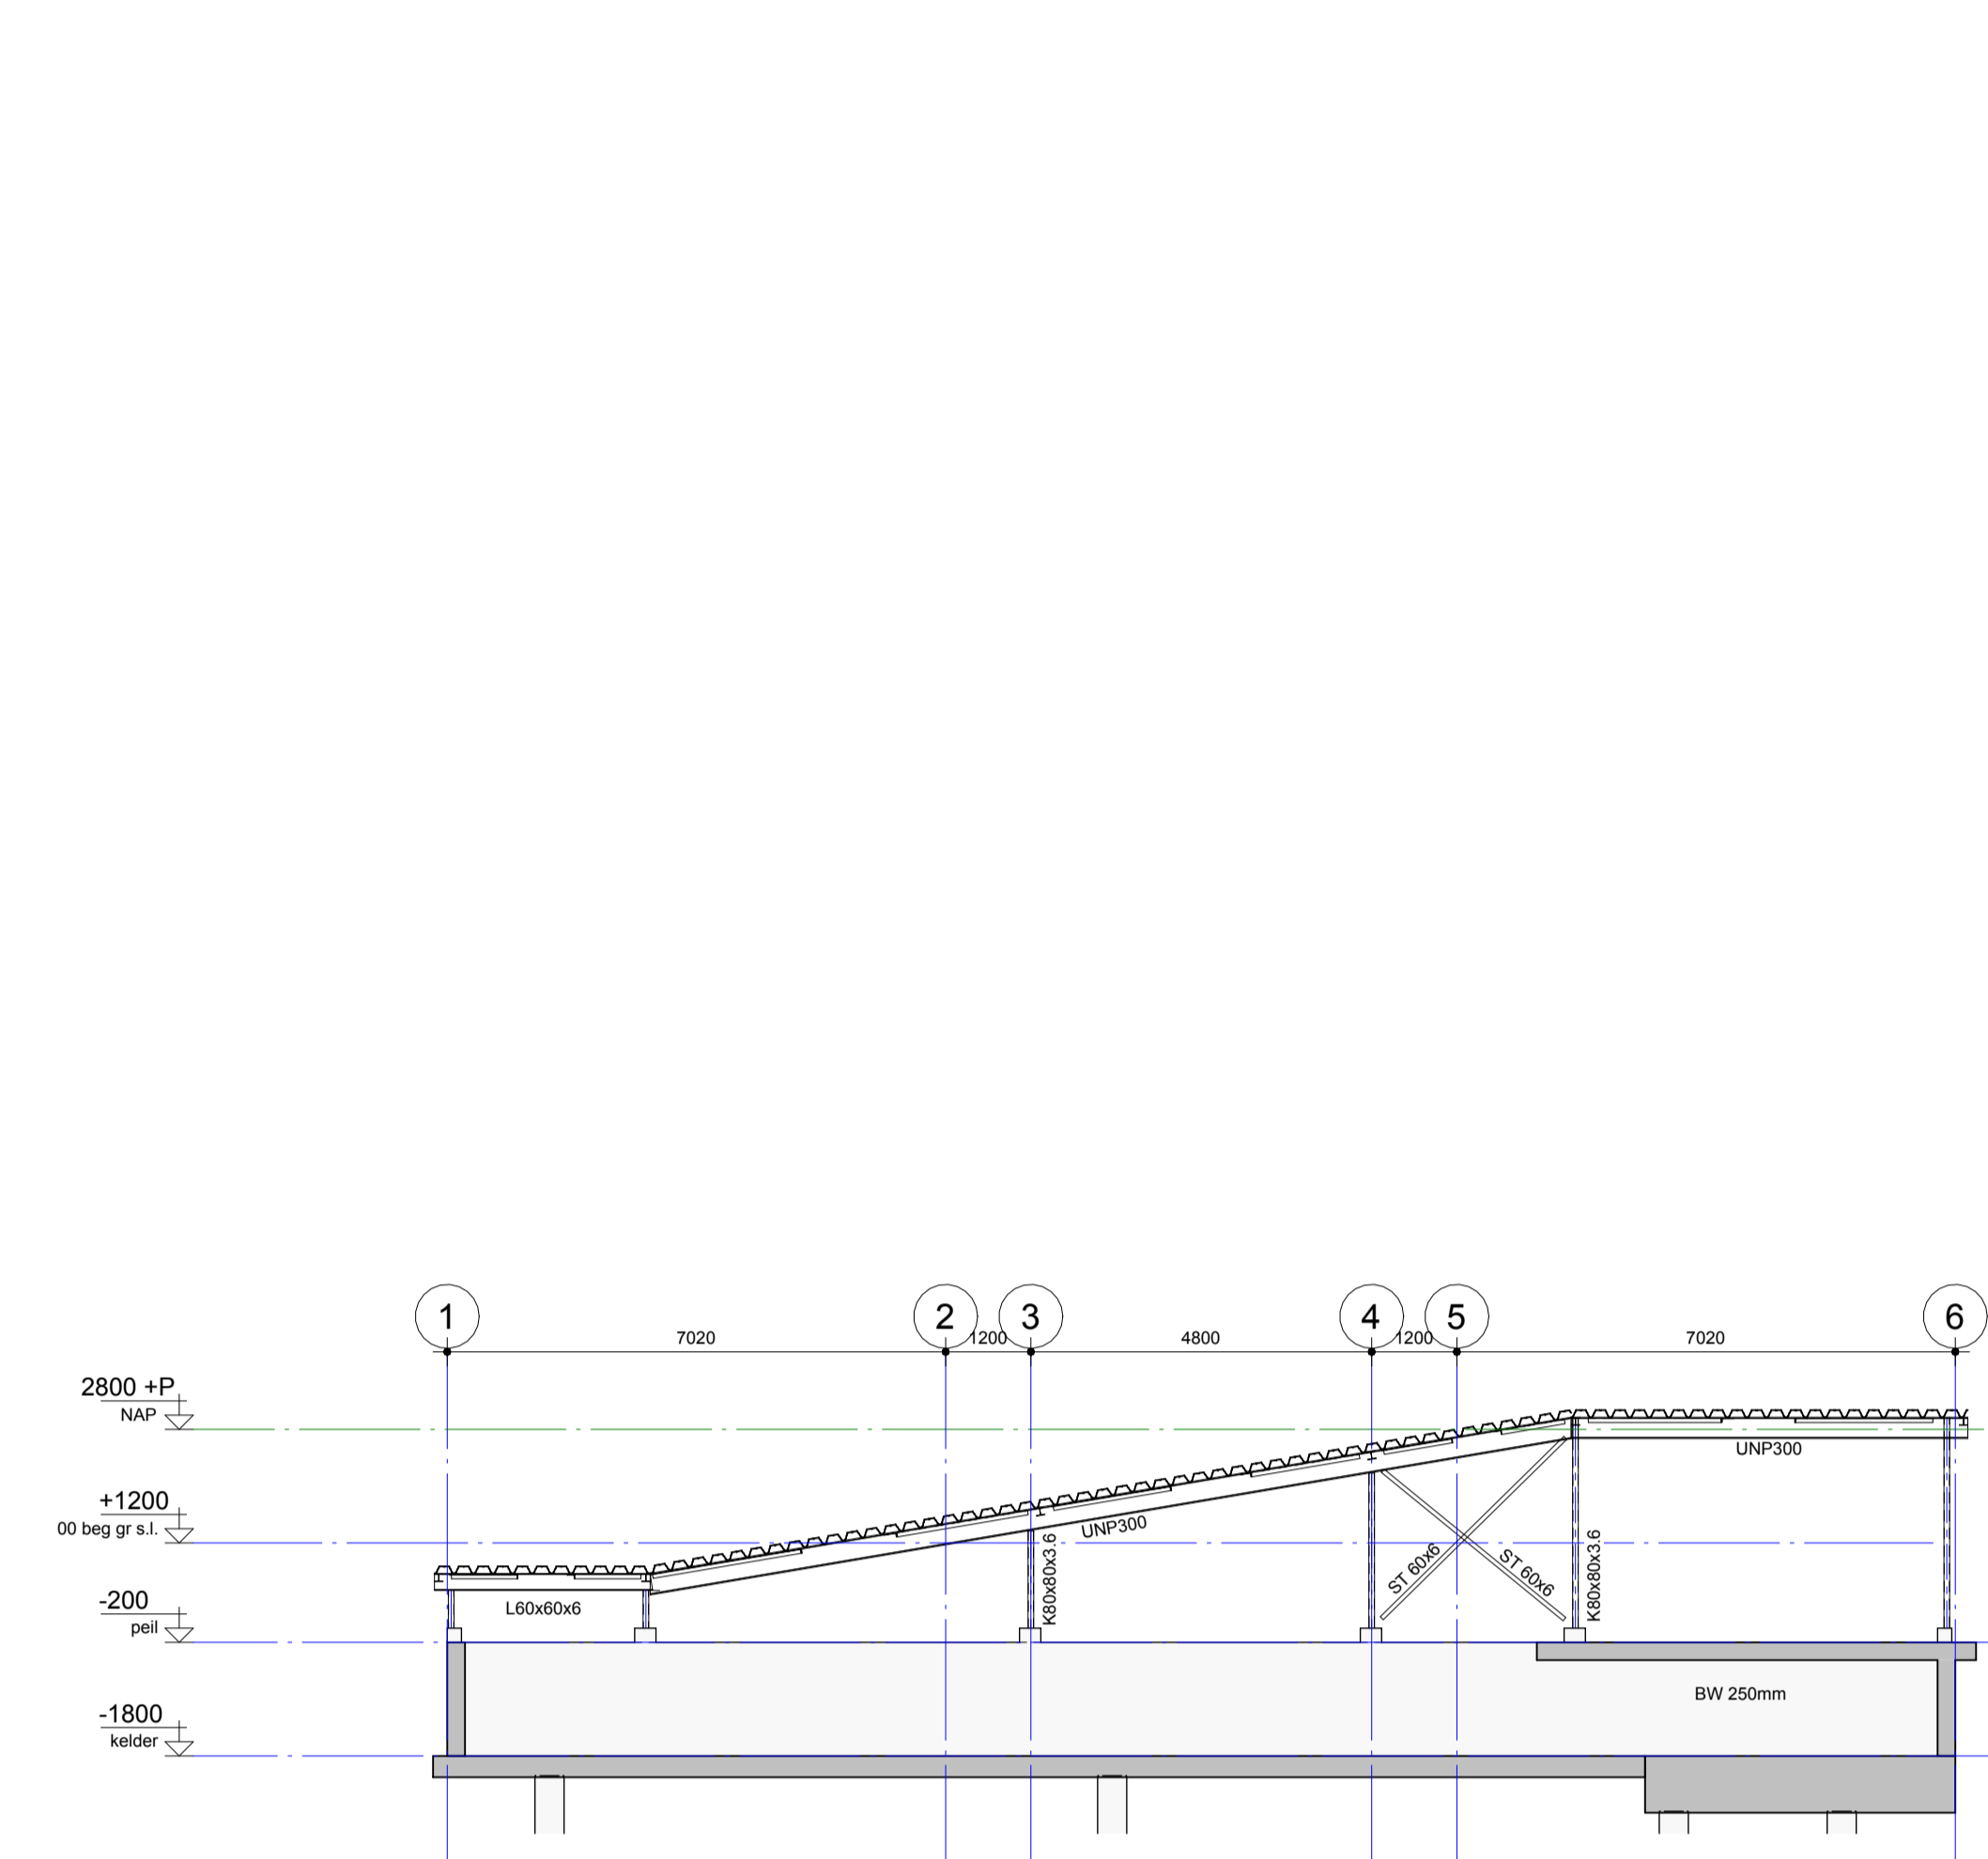 1 2 3 4 5 6
7020 1200 4800 1200 7020
2800 +P
NAP
+1200
00 beg gr s.l.
-200
peil
-1800
kelder
UNP300
UNP300
K80x80x3.6
ST 60x6
ST 60x6
K80x80x3.6
L60x60x6
BW 250mm